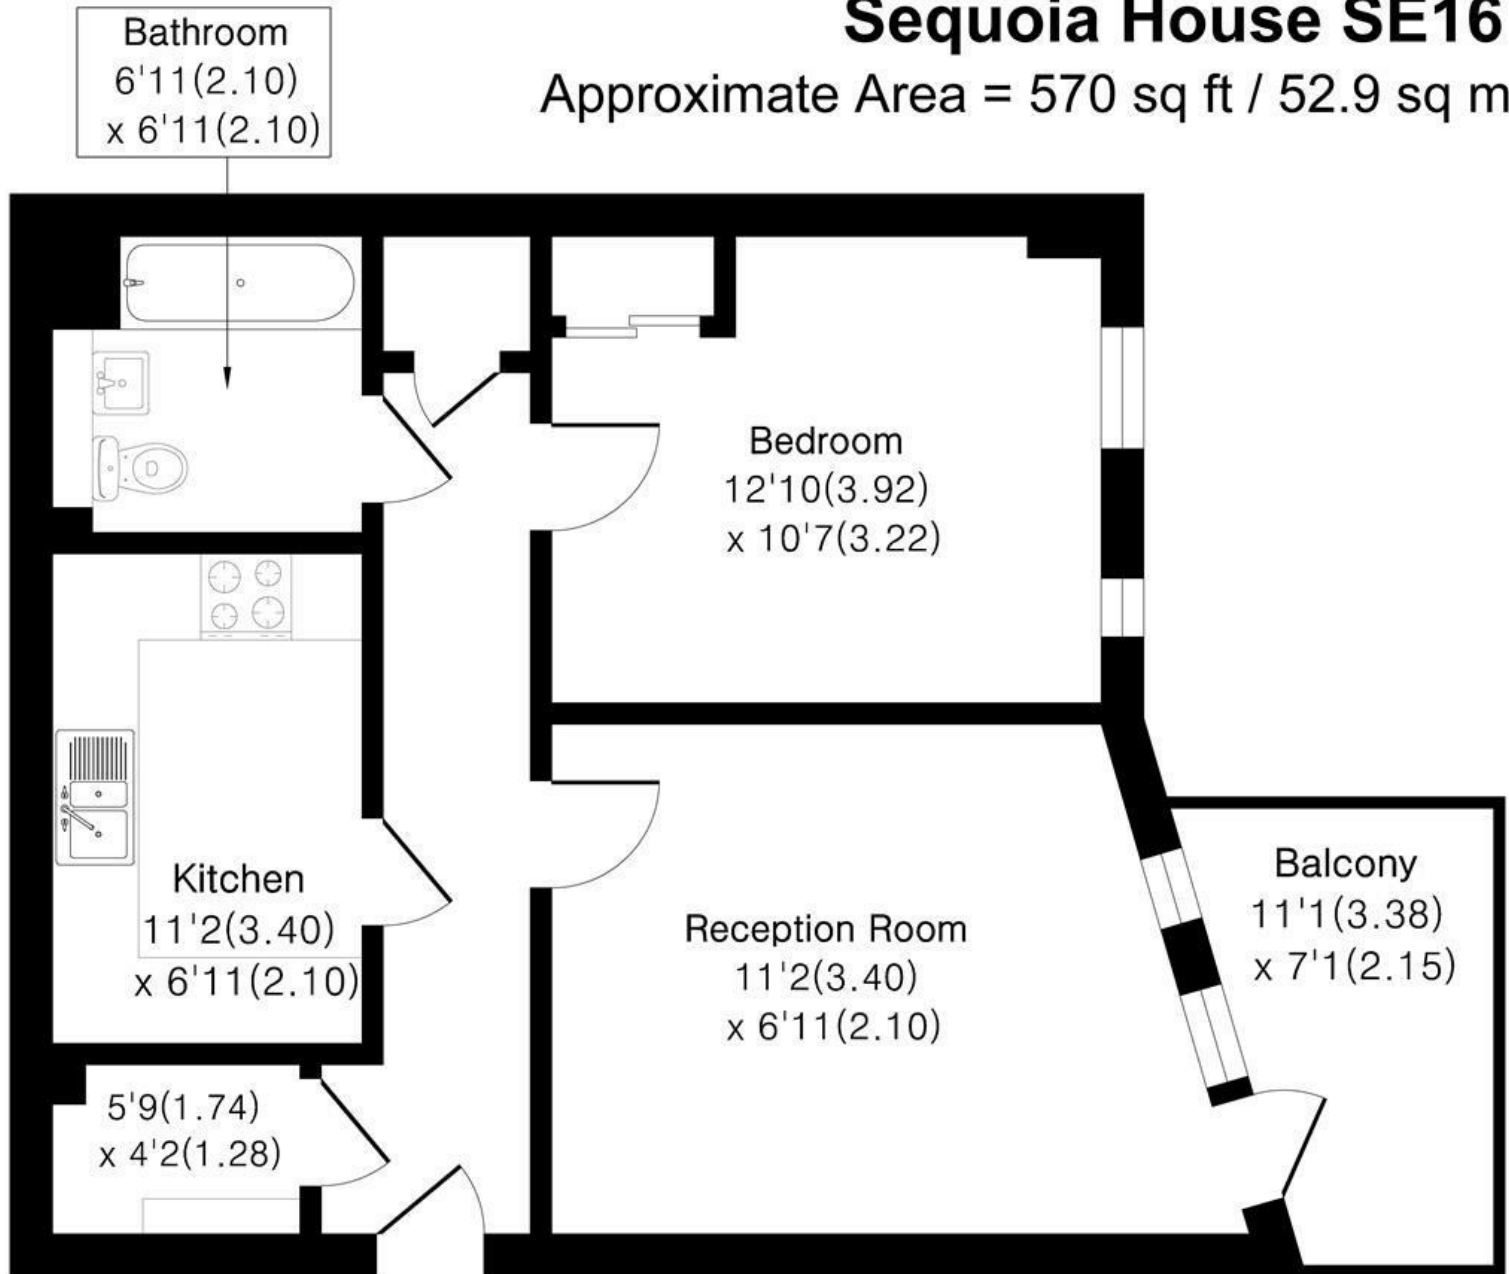 Sequoia House SE16
Approximate Area = 570 sq ft / 52.9 sq m
Bathroom
6'11(2.10)
x 6'11(2.10)
Bedroom
12'10(3.92)
x 10'7(3.22)
Kitchen
11'2(3.40)
x 6'11(2.10)
Reception Room
11'2(3.40)
x 6'11(2.10)
Balcony
11'1(3.38)
x 7'1(2.15)
5'9(1.74)
x 4'2(1.28)